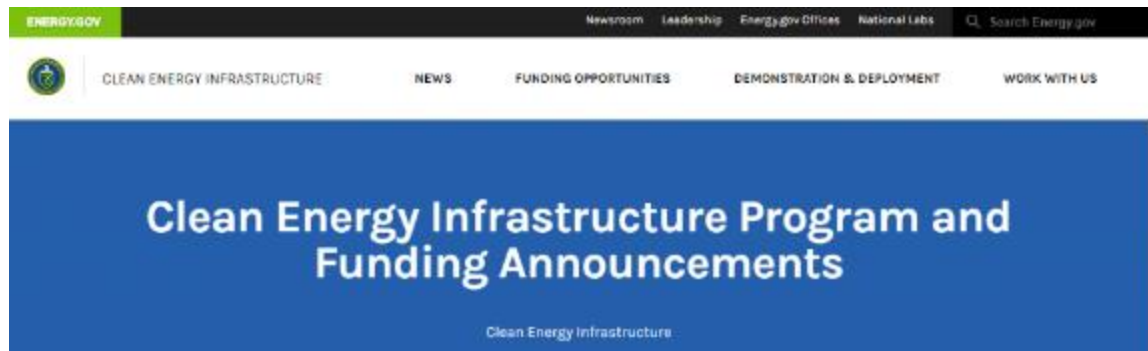 ENERGY.GOV
Newsroom Leadership Energy.gov Offices National Labs Search Energy.gov
CLEAN ENERGY INFRASTRUCTURE NEWS FUNDING OPPORTUNITIES DEMONSTRATION & DEPLOYMENT WORK WITH US
Clean Energy Infrastructure Program and
Funding Announcements
Clean Energy Infrastructure